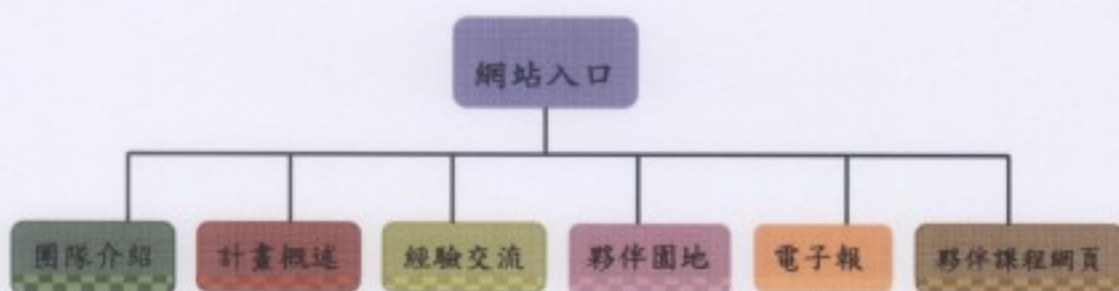 網站入口
團隊介紹
計畫概述
經驗交流
夥伴園地
電子報
夥伴課程網頁